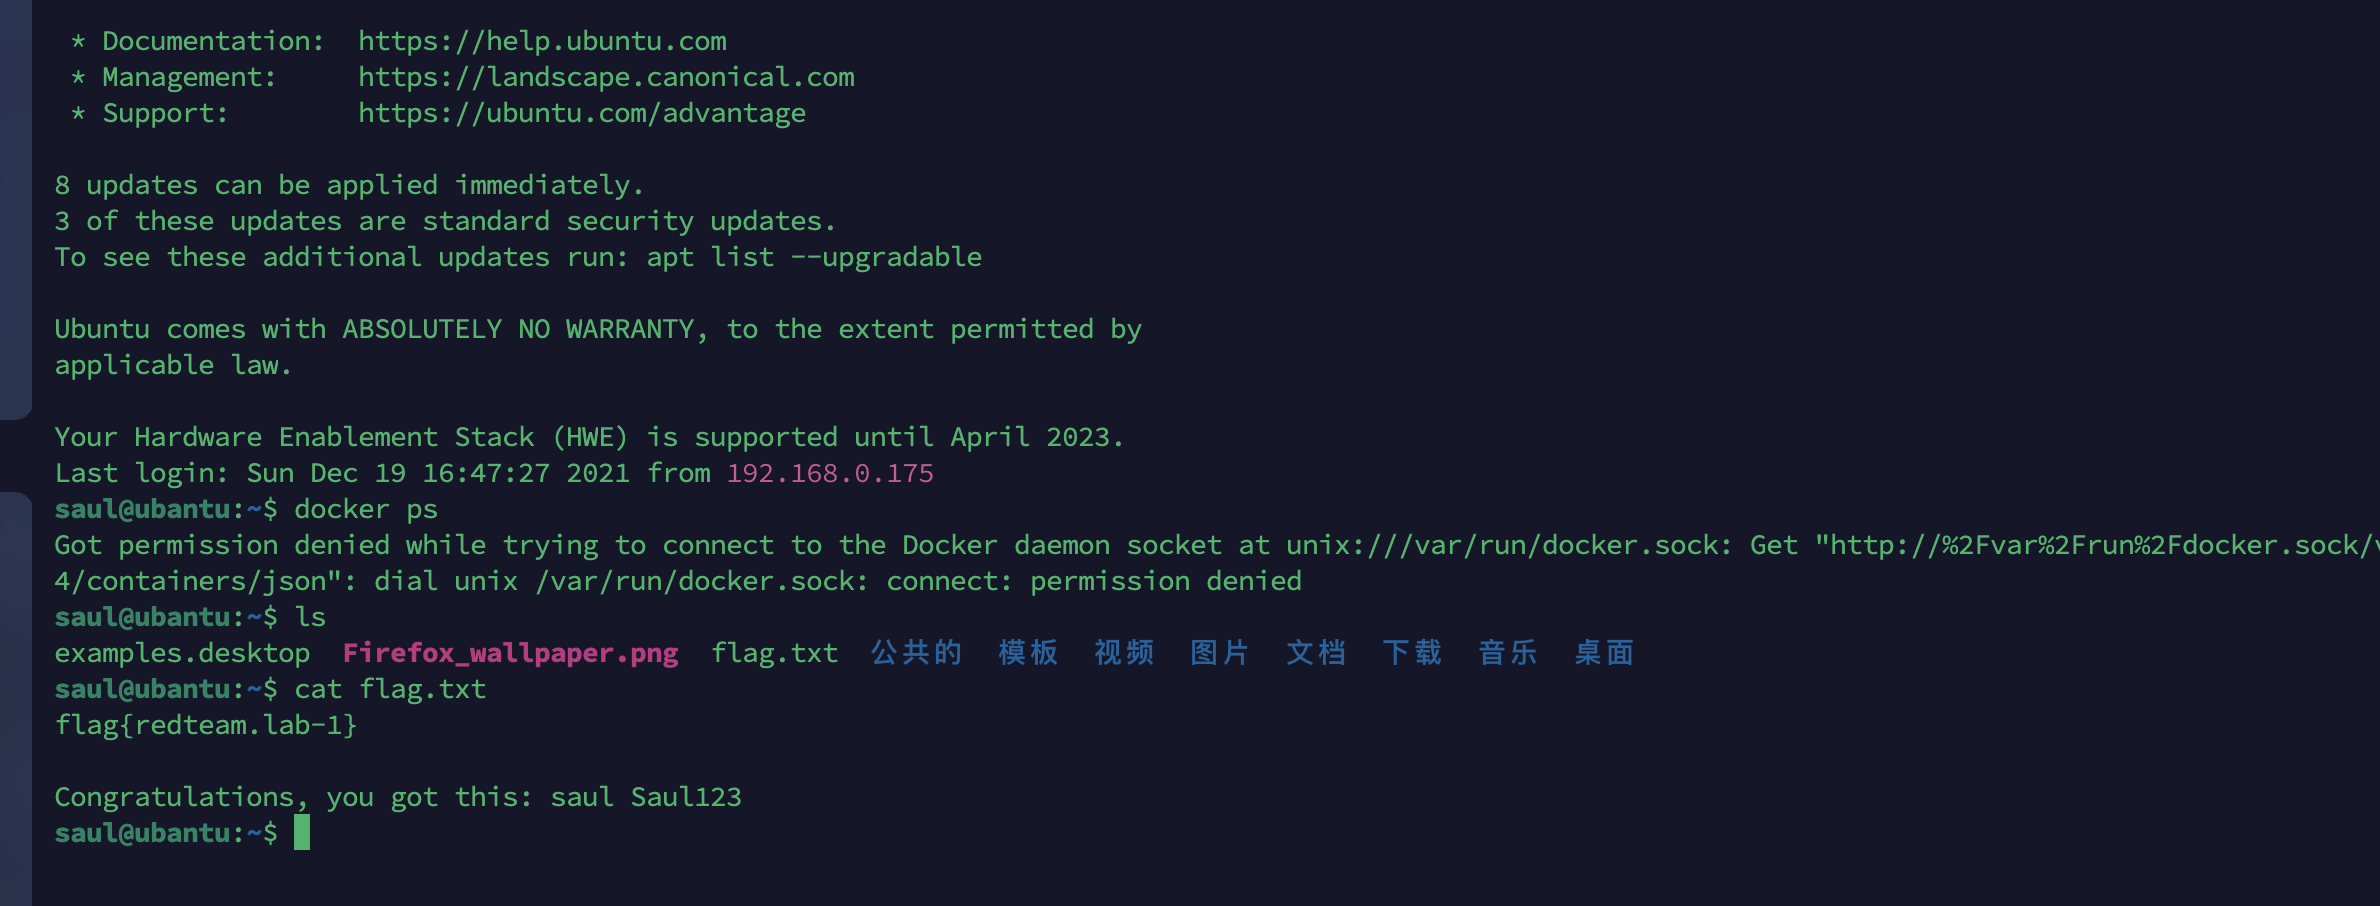 * Documentation:  https://help.ubuntu.com
* Management:     https://landscape.canonical.com
* Support:        https://ubuntu.com/advantage
8 updates can be applied immediately.
3 of these updates are standard security updates.
To see these additional updates run: apt list --upgradable
Ubuntu comes with ABSOLUTELY NO WARRANTY, to the extent permitted by
applicable law.
Your Hardware Enablement Stack (HWE) is supported until April 2023.
Last login: Sun Dec 19 16:47:27 2021 from 192.168.0.175
saul@ubantu:~$ docker ps
Got permission denied while trying to connect to the Docker daemon socket at unix:///var/run/docker.sock: Get "http://%2Fvar%2Frun%2Fdocker.sock/
4/containers/json": dial unix /var/run/docker.sock: connect: permission denied
saul@ubantu:~$ ls
examples.desktop  Firefox_wallpaper.png  flag.txt  公共的  模板  视频  图片  文档  下载  音乐  桌面
saul@ubantu:~$ cat flag.txt
flag{redteam.lab-1}
Congratulations, you got this: saul Saul123
saul@ubantu:~$